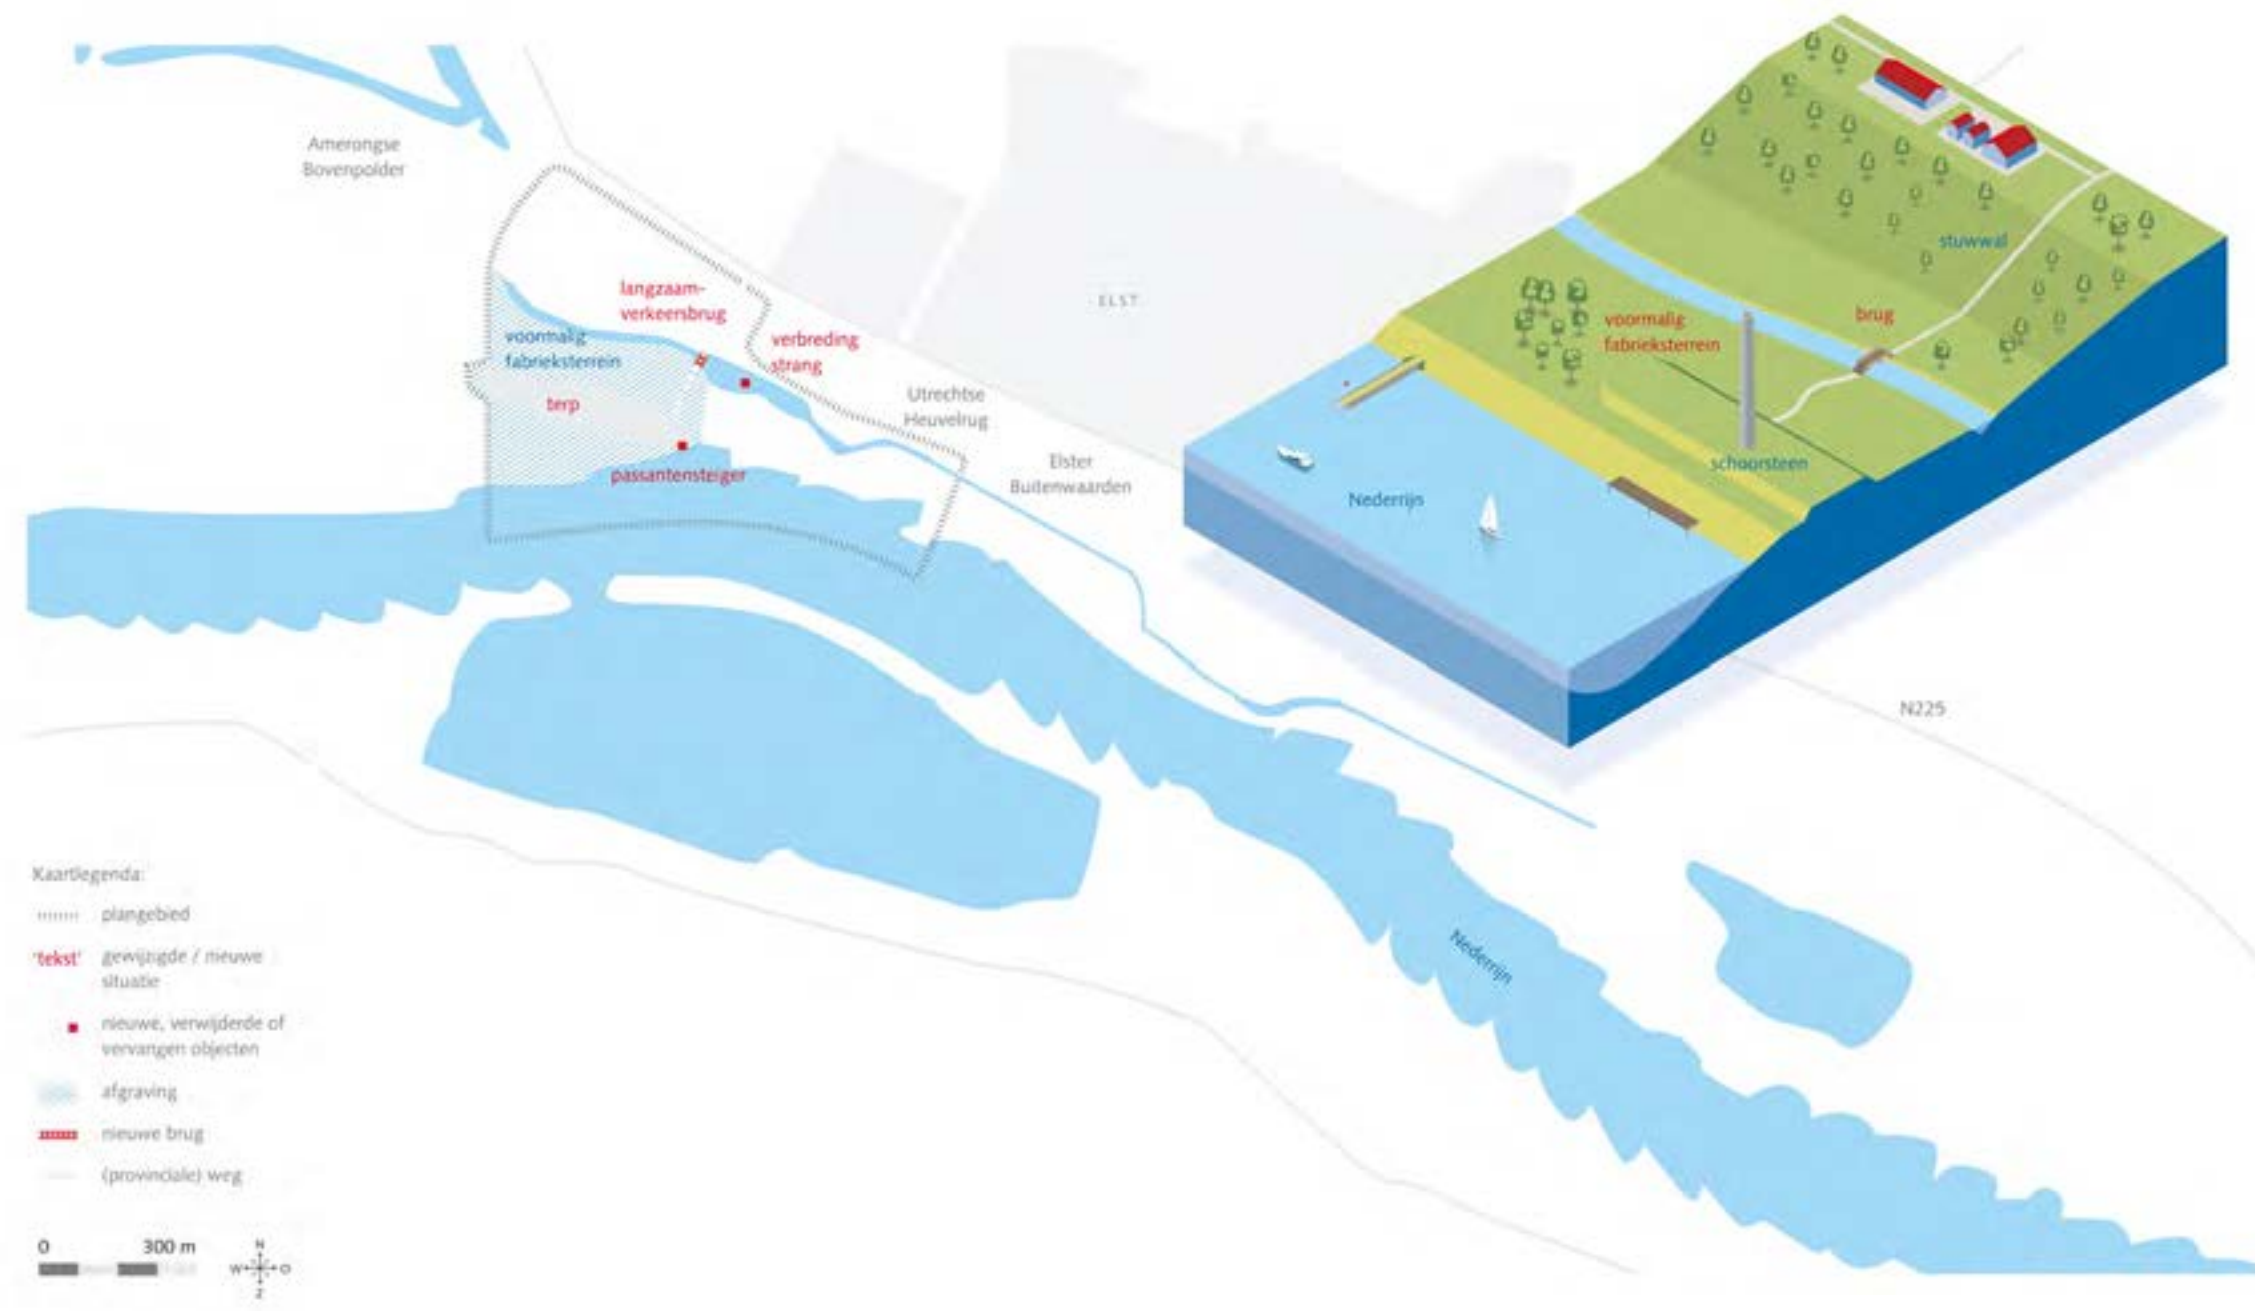 Amerongse
Bovenpolder
langzaam-
verkeersbrug
voormalig
fabrieksterrein
verbreding
strang
terp
passantensteiger
ELST
Utrechtse
Heuvelrug
Elster
Buitenwaarden
stuwwal
brug
voormalig
fabrieksterrein
schoorsteen
Nederrijn
N225
Nederrijn
Kaartlegenda:
plangebied
'tekst' gewijzigde / nieuwe
situatie
nieuwe, verwijderde of
vervangen objecten
afgraving
nieuwe brug
(provinciale) weg
0 300 m
N
W O
Z